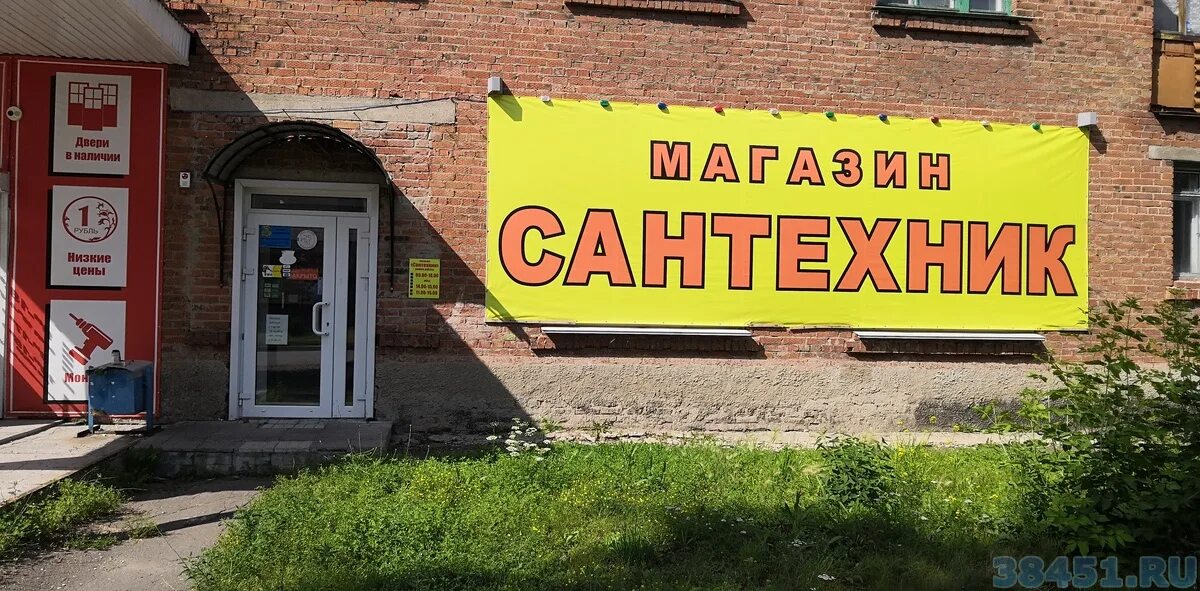 Двери
в наличии
1
РУБЛЬ
Низкие
цены
МАГАЗИН
САНТЕХНИК
38451.RU